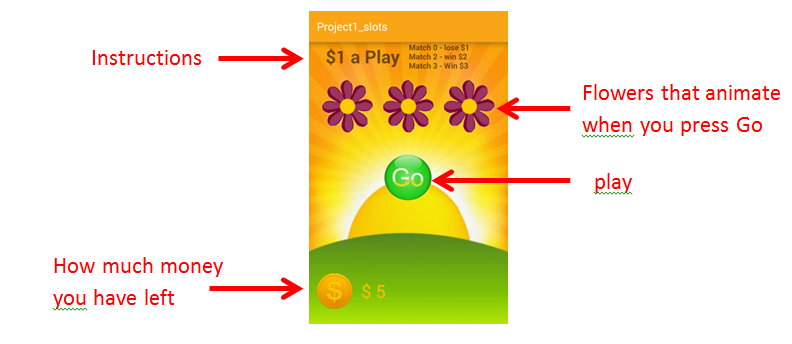 Project1_slots
Instructions
$1 a Play
Match 0 - lose $1
Match 2 - win $2
Match 3 - Win $3
Flowers that animate
when you press Go
Go
play
How much money
you have left
$
$ 5